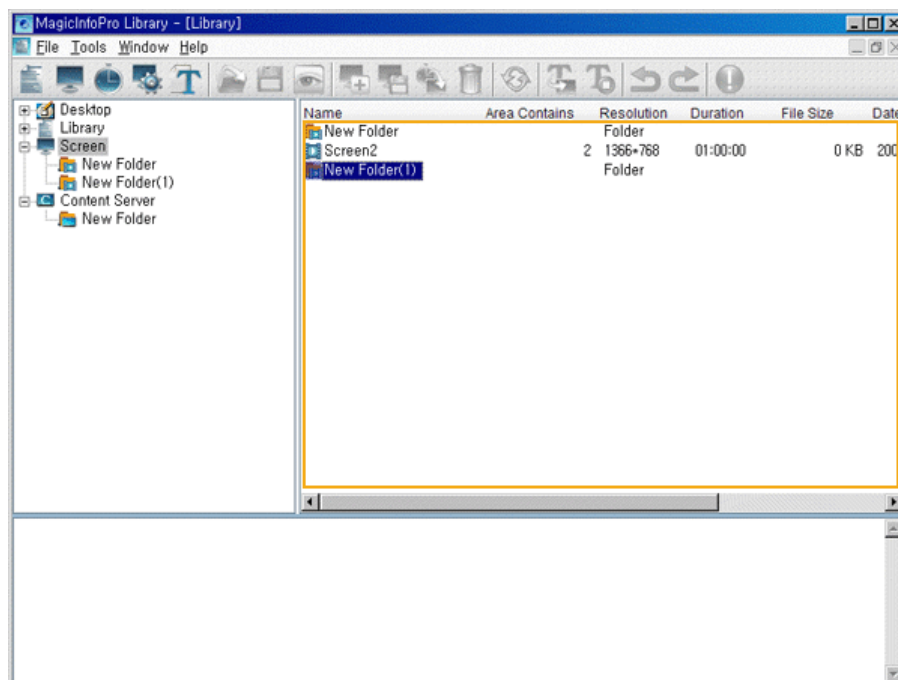 MagicInfoPro Library - [Library]
File Tools Window Help
Desktop
Library
Screen
New Folder
New Folder(1)
Content Server
New Folder
Name Area Contains Resolution Duration File Size Date
New Folder Folder
Screen2 2 1366*768 01:00:00 0 KB 200
New Folder(1) Folder